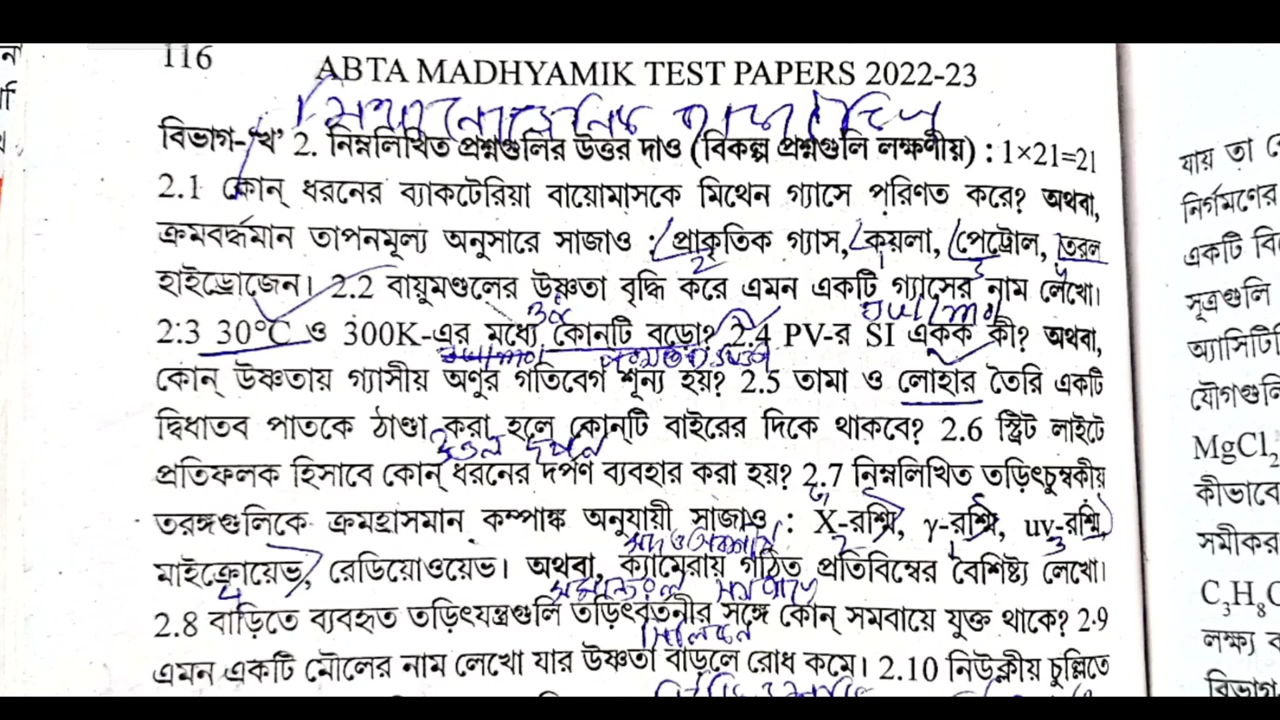 116
ABTA MADHYAMIK TEST PAPERS 2022-23
বিভাগ-‘খ’ 2. নিম্নলিখিত প্রশ্নগুলির উত্তর দাও (বিকল্প প্রশ্নগুলি লক্ষণীয়) : 1×21=21
2.1 কোন্ ধরনের ব্যাকটেরিয়া বায়োমাসকে মিথেন গ্যাসে পরিণত করে? অথবা,
ক্রমবর্দ্ধমান তাপনমূল্য অনুসারে সাজাও : প্রাকৃতিক গ্যাস, কয়লা, পেট্রোল, তরল
হাইড্রোজেন। 2.2 বায়ুমণ্ডলের উষ্ণতা বৃদ্ধি করে এমন একটি গ্যাসের নাম লেখো।
2.3 30°C ও 300K-এর মধ্যে কোনটি বড়ো? 2.4 PV-র SI একক কী? অথবা,
কোন্ উষ্ণতায় গ্যাসীয় অণুর গতিবেগ শূন্য হয়? 2.5 তামা ও লোহার তৈরি একটি
দ্বিধাতব পাতকে ঠাণ্ডা করা হলে কোন্‌টি বাইরের দিকে থাকবে? 2.6 স্ট্রিট লাইটে
প্রতিফলক হিসাবে কোন্ ধরনের দর্পণ ব্যবহার করা হয়? 2.7 নিম্নলিখিত তড়িৎচুম্বকীয়
তরঙ্গগুলিকে ক্রমহ্রাসমান কম্পাঙ্ক অনুযায়ী সাজাও : X-রশ্মি, γ-রশ্মি, uv-রশ্মি,
মাইক্রোয়েভ, রেডিয়োওয়েভ। অথবা, ক্যামেরায় গঠিত প্রতিবিম্বের বৈশিষ্ট্য লেখো।
2.8 বাড়িতে ব্যবহৃত তড়িৎযন্ত্রগুলি তড়িৎবর্তনীর সঙ্গে কোন্ সমবায়ে যুক্ত থাকে? 2.9
এমন একটি মৌলের নাম লেখো যার উষ্ণতা বাড়লে রোধ কমে। 2.10 নিউক্লীয় চুল্লিতে
যায় তা
নির্গমণের
একটি বি
সূত্রগুলি
অ্যাসিটি
যৌগগুলি
MgCl₂
কীভাবে
সমীকর
C₃H₈O
লক্ষ্য ক
বিভাগ